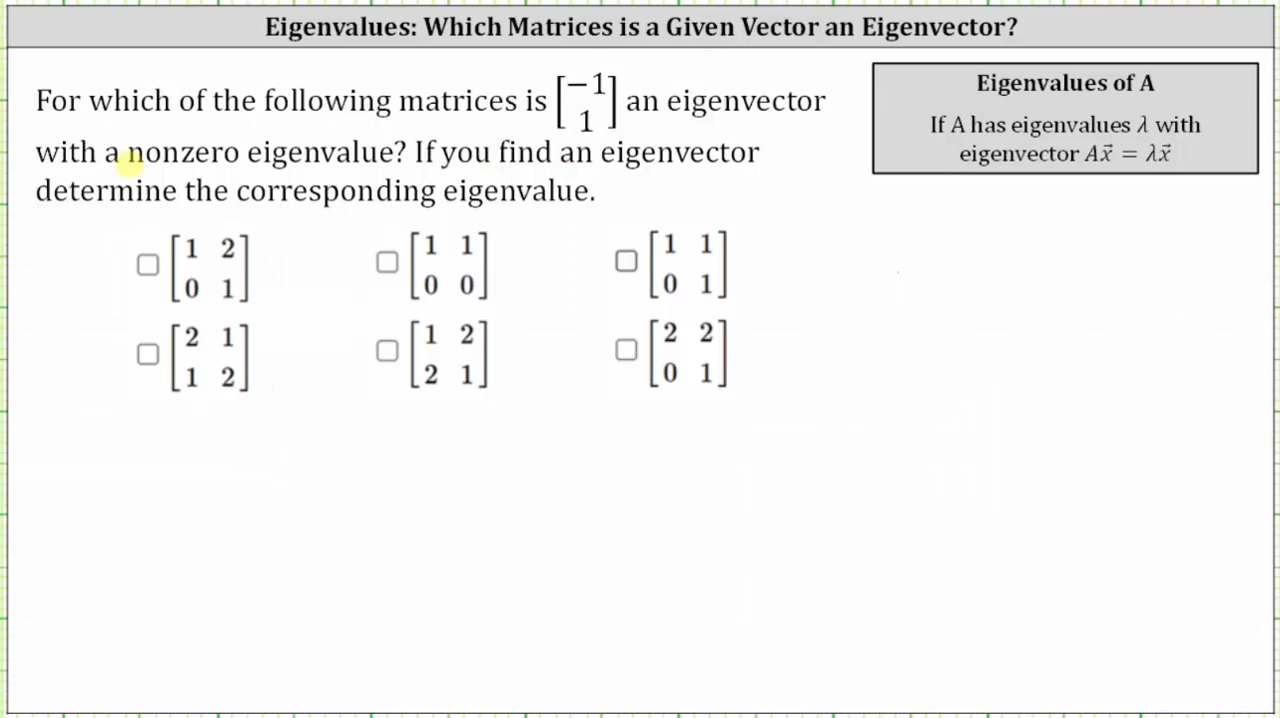 Eigenvalues: Which Matrices is a Given Vector an Eigenvector?
For which of the following matrices is [−1 1] an eigenvector
with a nonzero eigenvalue? If you find an eigenvector
determine the corresponding eigenvalue.
Eigenvalues of A
If A has eigenvalues λ with
eigenvector Ax⃗ = λx⃗
[1 2 [1 1 [1 1
0 1] 0 0] 0 1]
[2 1 [1 2 [2 2
1 2] 2 1] 0 1]